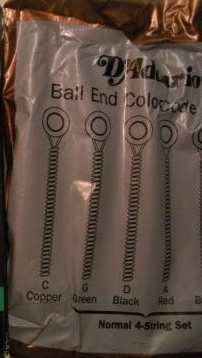 D'Addario
Ball End Colorcode
C G D A B
Copper Green Black Red
Normal 4-String Set